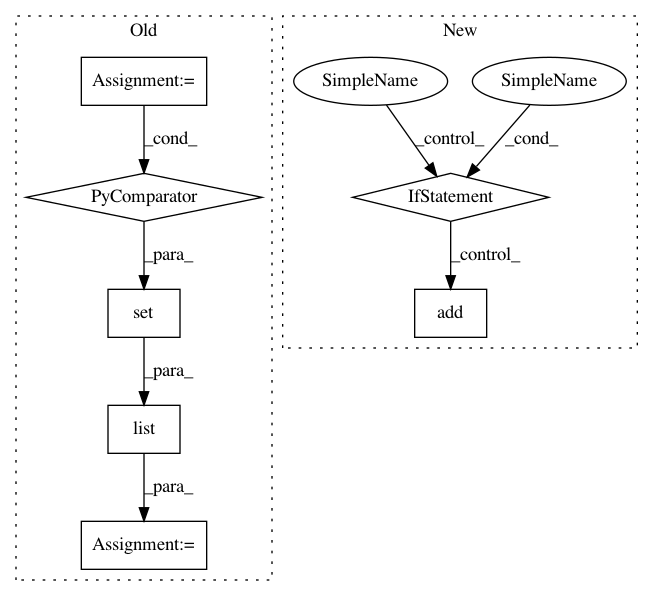 Old
Assignment:=
_cond_
PyComparator
_para_
set
_para_
list
_para_
Assignment:=
New
SimpleName
SimpleName
_control_
_cond_
IfStatement
_control_
add